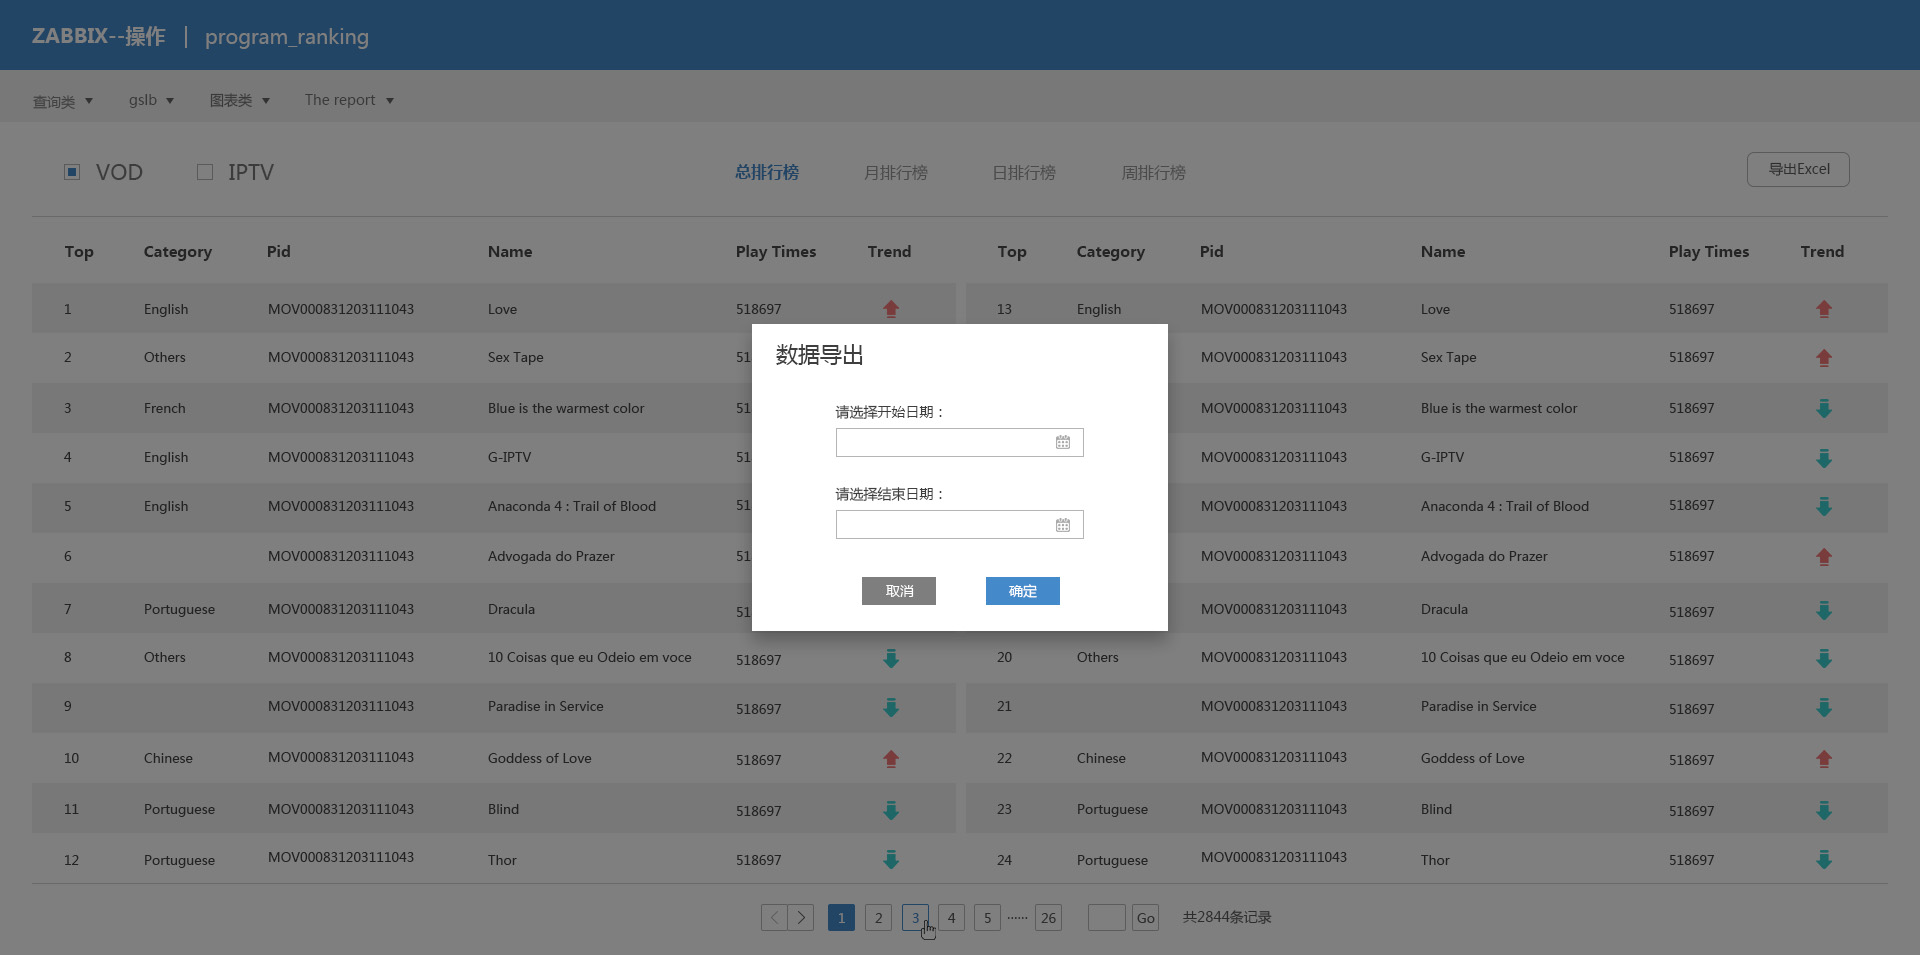 ZABBIX--操作 | program_ranking
查询类 gslb 图表类 The report
VOD IPTV 总排行榜 月排行榜 日排行榜 周排行榜 导出Excel
Top Category Pid Name Play Times Trend Top Category Pid Name Play Times Trend
1 English MOV000831203111043 Love 518697 13 English MOV000831203111043 Love 518697
2 Others MOV000831203111043 Sex Tape 51 MOV000831203111043 Sex Tape 518697
3 French MOV000831203111043 Blue is the warmest color 51 MOV000831203111043 Blue is the warmest color 518697
4 English MOV000831203111043 G-IPTV 51 MOV000831203111043 G-IPTV 518697
5 English MOV000831203111043 Anaconda 4 : Trail of Blood 51 MOV000831203111043 Anaconda 4 : Trail of Blood 518697
6 MOV000831203111043 Advogada do Prazer 51 MOV000831203111043 Advogada do Prazer 518697
7 Portuguese MOV000831203111043 Dracula 51 MOV000831203111043 Dracula 518697
8 Others MOV000831203111043 10 Coisas que eu Odeio em voce 518697 20 Others MOV000831203111043 10 Coisas que eu Odeio em voce 518697
9 MOV000831203111043 Paradise in Service 518697 21 MOV000831203111043 Paradise in Service 518697
10 Chinese MOV000831203111043 Goddess of Love 518697 22 Chinese MOV000831203111043 Goddess of Love 518697
11 Portuguese MOV000831203111043 Blind 518697 23 Portuguese MOV000831203111043 Blind 518697
12 Portuguese MOV000831203111043 Thor 518697 24 Portuguese MOV000831203111043 Thor 518697
数据导出
请选择开始日期：
请选择结束日期：
取消 确定
< > 1 2 3 4 5 ······ 26 Go 共2844条记录